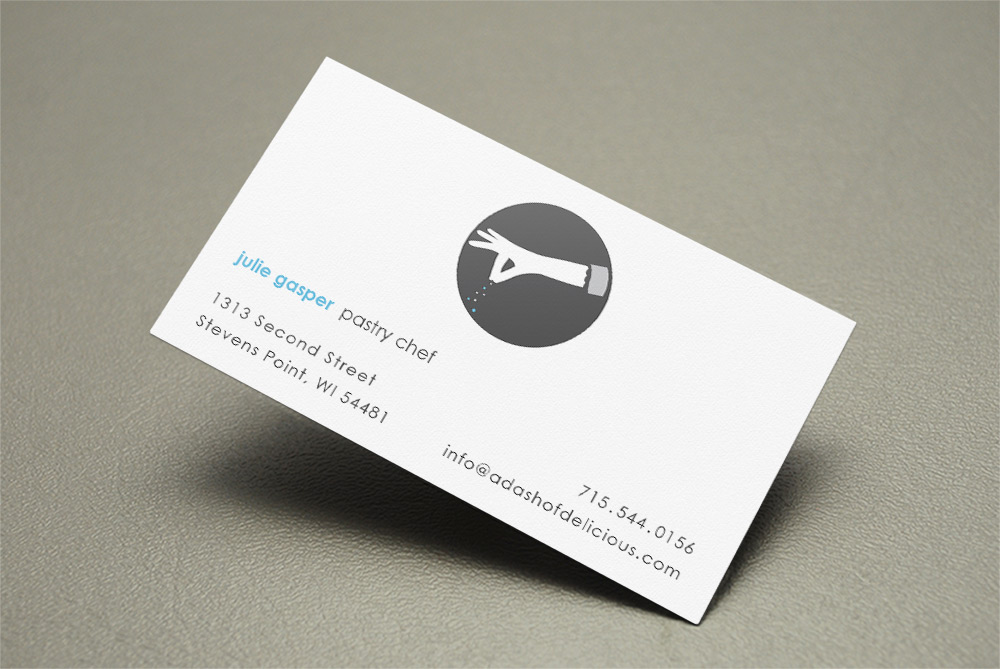 julie gasper pastry chef
1313 Second Street
Stevens Point, WI 54481
715.544.0156
info@adashofdelicious.com